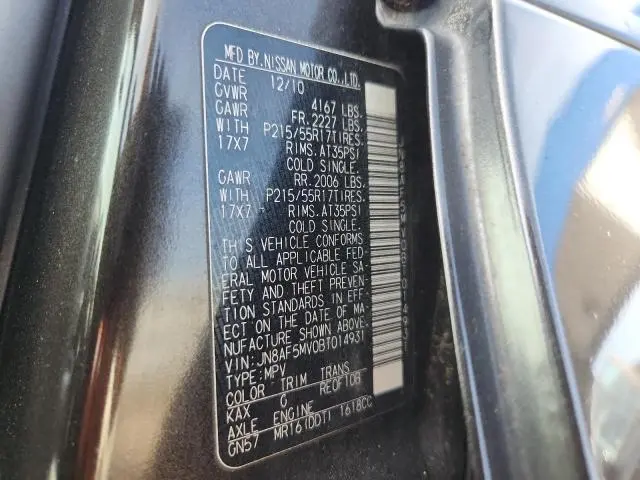 MFD BY.NISSAN MOTOR CO.,LTD.
DATE 12/10
GVWR 4167 LBS.
GAWR FR.2227 LBS.
WITH P215/55R17TIRES.
17X7 RIMS.AT35PSI
COLD SINGLE.
GAWR RR.2006 LBS.
WITH P215/55R17TIRES.
17X7 RIMS.AT35PSI
COLD SINGLE.
THIS VEHICLE CONFORMS
TO ALL APPLICABLE FED-
ERAL MOTOR VEHICLE SA-
FETY AND THEFT PREVEN-
TION STANDARDS IN EFF-
ECT ON THE DATE OF MA-
NUFACTURE SHOWN ABOVE.
VIN:JN8AF5MV0BT014931
TYPE:MPV
COLOR TRIM TRANS
KAX G RE0F10B
AXLE ENGINE
GN57 MR16(DDT) 1618CC